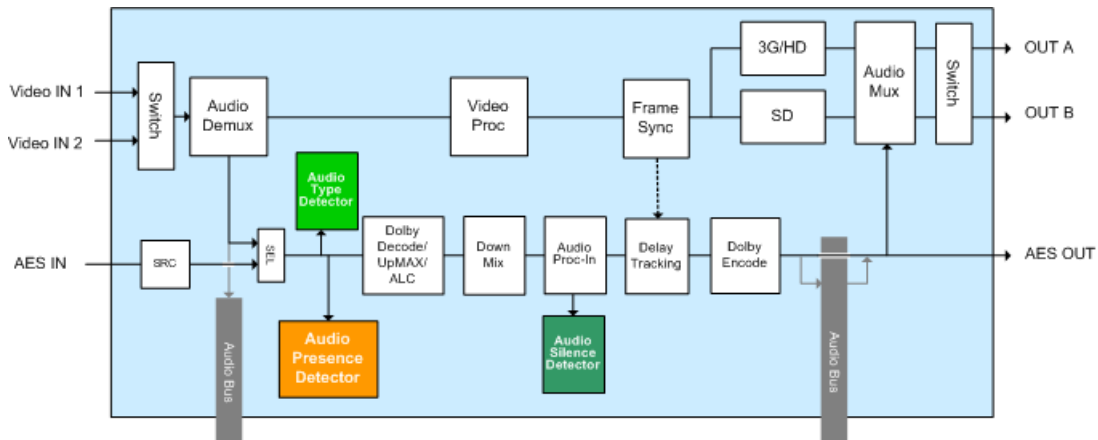 Video IN 1
Video IN 2
AES IN
Switch
Audio
Demux
Video
Proc
Frame
Sync
3G/HD
SD
Audio
Mux
Switch
OUT A
OUT B
SRC
SEL
Audio
Type
Detector
Audio
Presence
Detector
Dolby
Decode/
UpMAX/
ALC
Down
Mix
Audio
Proc-In
Audio
Silence
Detector
Delay
Tracking
Dolby
Encode
AES OUT
Audio Bus
Audio Bus